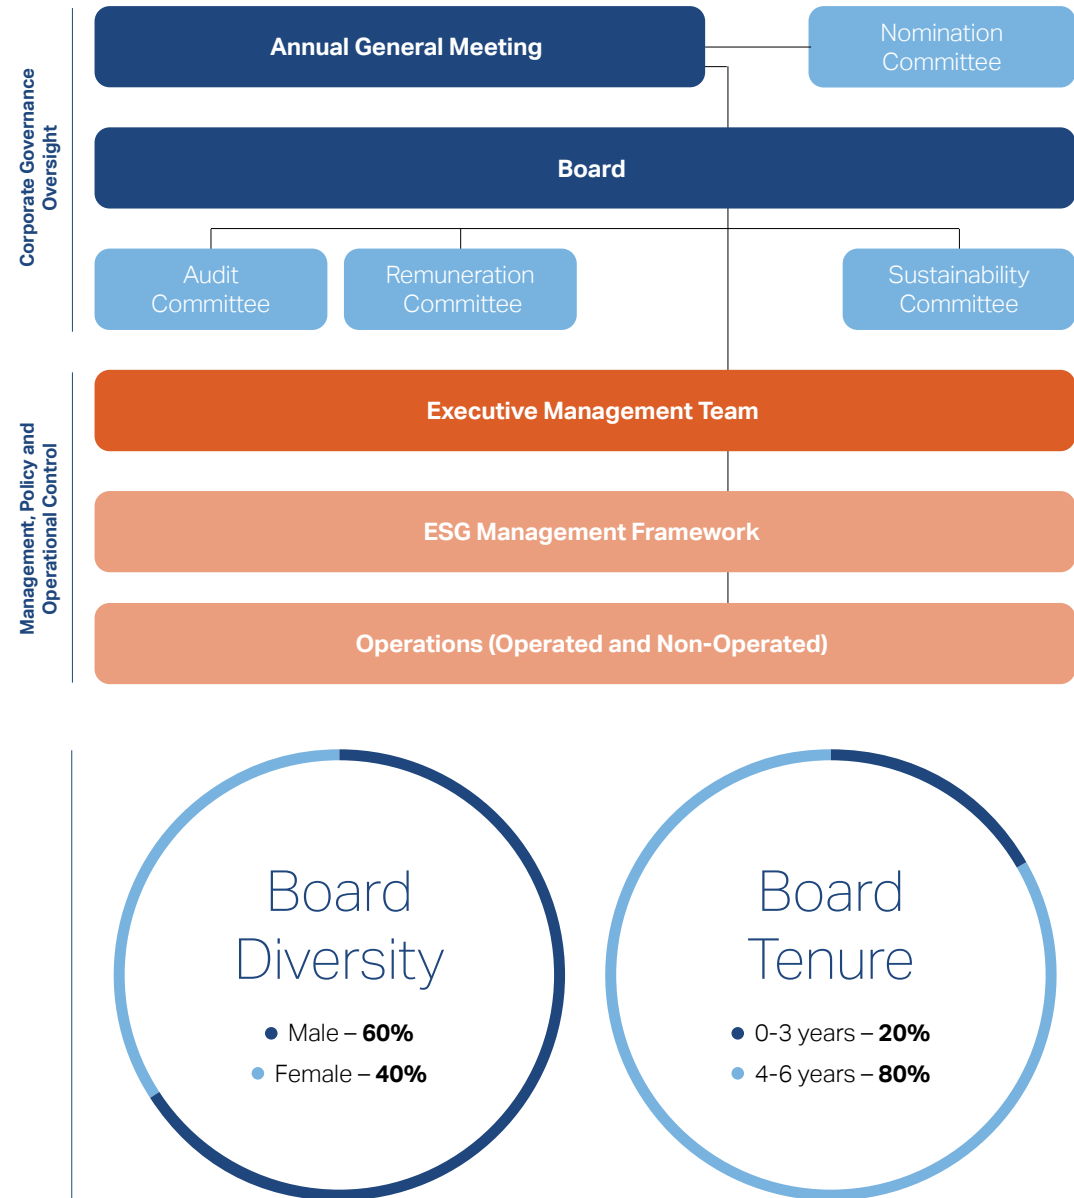 Corporate Governance
Oversight
Annual General Meeting
Nomination
Committee
Board
Audit
Committee
Remuneration
Committee
Sustainability
Committee
Management, Policy and
Operational Control
Executive Management Team
ESG Management Framework
Operations (Operated and Non-Operated)
Board
Diversity
Male – 60%
Female – 40%
Board
Tenure
0-3 years – 20%
4-6 years – 80%